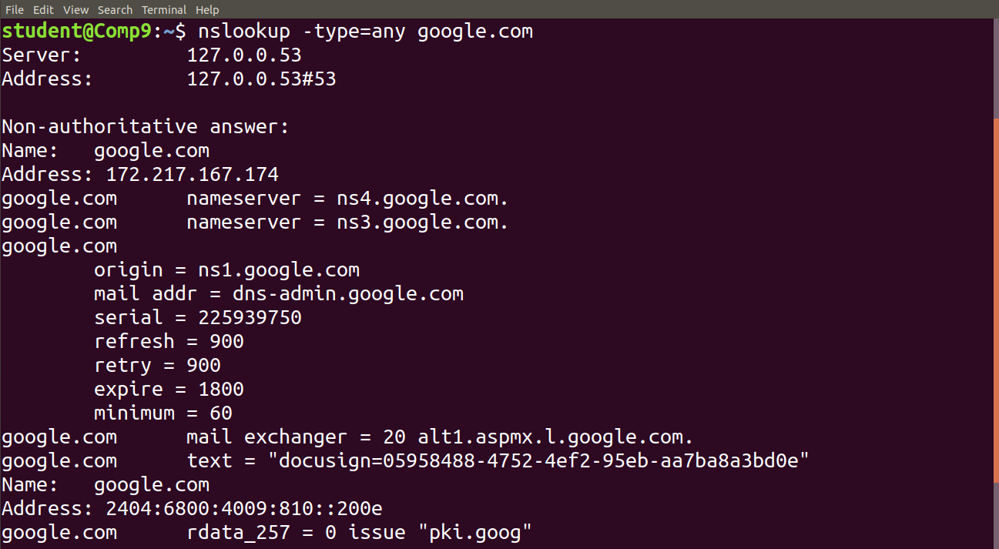 File Edit View Search Terminal Help
student@Comp9:~$ nslookup -type=any google.com
Server: 127.0.0.53
Address: 127.0.0.53#53
Non-authoritative answer:
Name: google.com
Address: 172.217.167.174
google.com nameserver = ns4.google.com.
google.com nameserver = ns3.google.com.
google.com
origin = ns1.google.com
mail addr = dns-admin.google.com
serial = 225939750
refresh = 900
retry = 900
expire = 1800
minimum = 60
google.com mail exchanger = 20 alt1.aspmx.l.google.com.
google.com text = "docusign=05958488-4752-4ef2-95eb-aa7ba8a3bd0e"
Name: google.com
Address: 2404:6800:4009:810::200e
google.com rdata_257 = 0 issue "pki.goog"